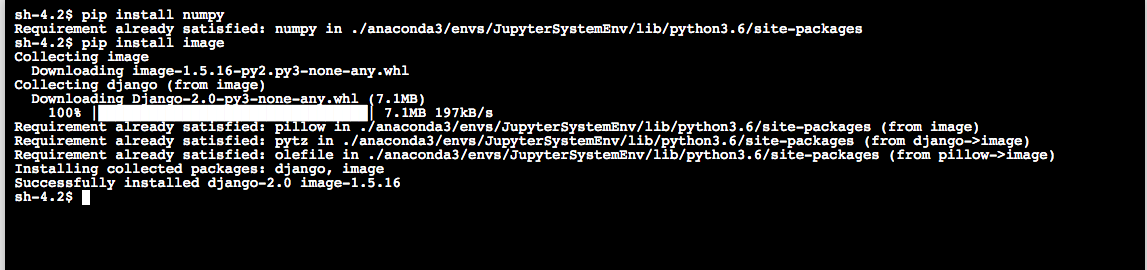 sh-4.2$ pip install numpy
Requirement already satisfied: numpy in ./anaconda3/envs/JupyterSystemEnv/lib/python3.6/site-packages
sh-4.2$ pip install image
Collecting image
  Downloading image-1.5.16-py2.py3-none-any.whl
Collecting django (from image)
  Downloading Django-2.0-py3-none-any.whl (7.1MB)
    100% |████████████████████████████████| 7.1MB 197kB/s
Requirement already satisfied: pillow in ./anaconda3/envs/JupyterSystemEnv/lib/python3.6/site-packages (from image)
Requirement already satisfied: pytz in ./anaconda3/envs/JupyterSystemEnv/lib/python3.6/site-packages (from django->image)
Requirement already satisfied: olefile in ./anaconda3/envs/JupyterSystemEnv/lib/python3.6/site-packages (from pillow->image)
Installing collected packages: django, image
Successfully installed django-2.0 image-1.5.16
sh-4.2$